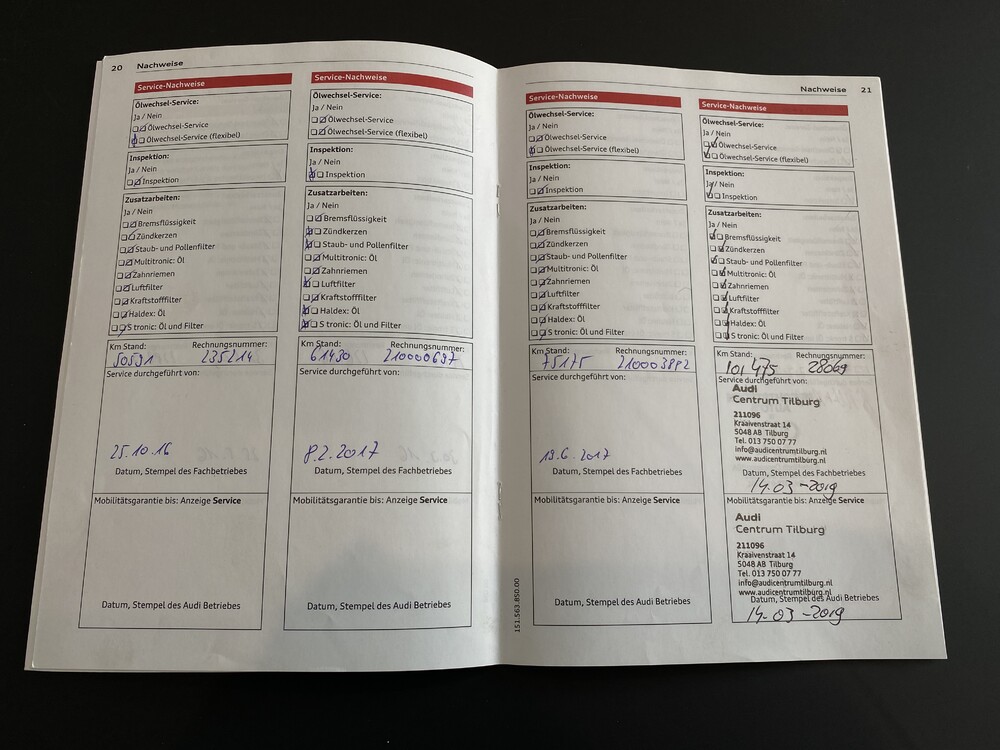 20 Nachweise
Service-Nachweise
Ölwechsel-Service:
Ja / Nein
Ölwechsel-Service
Ölwechsel-Service (flexibel)
Inspektion:
Ja / Nein
Inspektion
Zusatzarbeiten:
Ja / Nein
Bremsflüssigkeit
Zündkerzen
Staub- und Pollenfilter
Multitronic: Öl
Zahnriemen
Luftfilter
Kraftstofffilter
Haldex: Öl
S tronic: Öl und Filter
Km Stand: Rechnungsnummer:
50591 235214
Service durchgeführt von:
25.10.16
Datum, Stempel des Fachbetriebes
Mobilitätsgarantie bis: Anzeige Service
Datum, Stempel des Audi Betriebes
Service-Nachweise
Ölwechsel-Service:
Ja / Nein
Ölwechsel-Service
Ölwechsel-Service (flexibel)
Inspektion:
Ja / Nein
Inspektion
Zusatzarbeiten:
Ja / Nein
Bremsflüssigkeit
Zündkerzen
Staub- und Pollenfilter
Multitronic: Öl
Zahnriemen
Luftfilter
Kraftstofffilter
Haldex: Öl
S tronic: Öl und Filter
Km Stand: Rechnungsnummer:
61430 210000697
Service durchgeführt von:
8.2.2017
Datum, Stempel des Fachbetriebes
Mobilitätsgarantie bis: Anzeige Service
Datum, Stempel des Audi Betriebes
151.563.850.00
Nachweise 21
Service-Nachweise
Ölwechsel-Service:
Ja / Nein
Ölwechsel-Service
Ölwechsel-Service (flexibel)
Inspektion:
Ja / Nein
Inspektion
Zusatzarbeiten:
Ja / Nein
Bremsflüssigkeit
Zündkerzen
Staub- und Pollenfilter
Multitronic: Öl
Zahnriemen
Luftfilter
Kraftstofffilter
Haldex: Öl
S tronic: Öl und Filter
Km Stand: Rechnungsnummer:
75175 210003892
Service durchgeführt von:
19.6.2017
Datum, Stempel des Fachbetriebes
Mobilitätsgarantie bis: Anzeige Service
Datum, Stempel des Audi Betriebes
Service-Nachweise
Ölwechsel-Service:
Ja / Nein
Ölwechsel-Service
Ölwechsel-Service (flexibel)
Inspektion:
Ja / Nein
Inspektion
Zusatzarbeiten:
Ja / Nein
Bremsflüssigkeit
Zündkerzen
Staub- und Pollenfilter
Multitronic: Öl
Zahnriemen
Luftfilter
Kraftstofffilter
Haldex: Öl
S tronic: Öl und Filter
Km Stand: Rechnungsnummer:
101 475 28069
Service durchgeführt von:
Audi
Centrum Tilburg
211096
Kraaivenstraat 14
5048 AB Tilburg
Tel. 013 750 07 77
info@audicentrumtilburg.nl
www.audicentrumtilburg.nl
Datum, Stempel des Fachbetriebes
14-03-2019
Mobilitätsgarantie bis: Anzeige Service
Audi
Centrum Tilburg
211096
Kraaivenstraat 14
5048 AB Tilburg
Tel. 013 750 07 77
info@audicentrumtilburg.nl
www.audicentrumtilburg.nl
Datum, Stempel des Audi Betriebes
14-03-2019